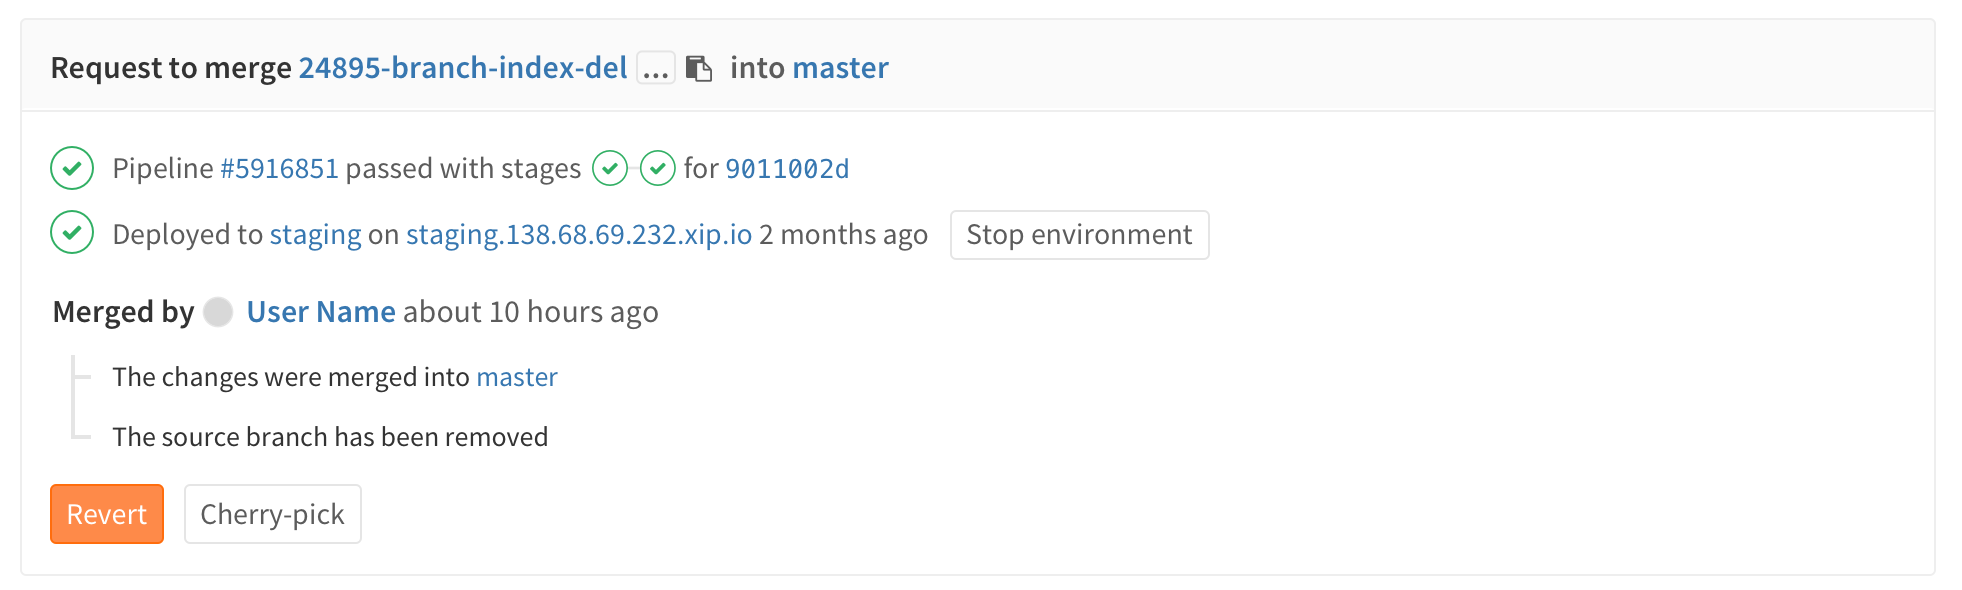 Request to merge 24895-branch-index-del ... into master
Pipeline #5916851 passed with stages for 9011002d
Deployed to staging on staging.138.68.69.232.xip.io 2 months ago Stop environment
Merged by User Name about 10 hours ago
The changes were merged into master
The source branch has been removed
Revert Cherry-pick